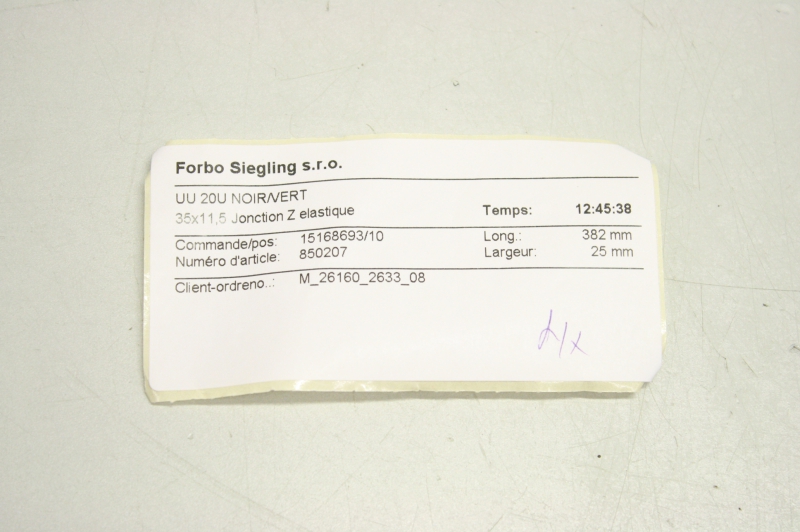 Forbo Siegling s.r.o.
UU 20U NOIR/VERT
35x11,5 Jonction Z elastique Temps: 12:45:38
Commande/pos: 15168693/10 Long.: 382 mm
Numéro d'article: 850207 Largeur: 25 mm
Client-ordreno..: M_26160_2633_08